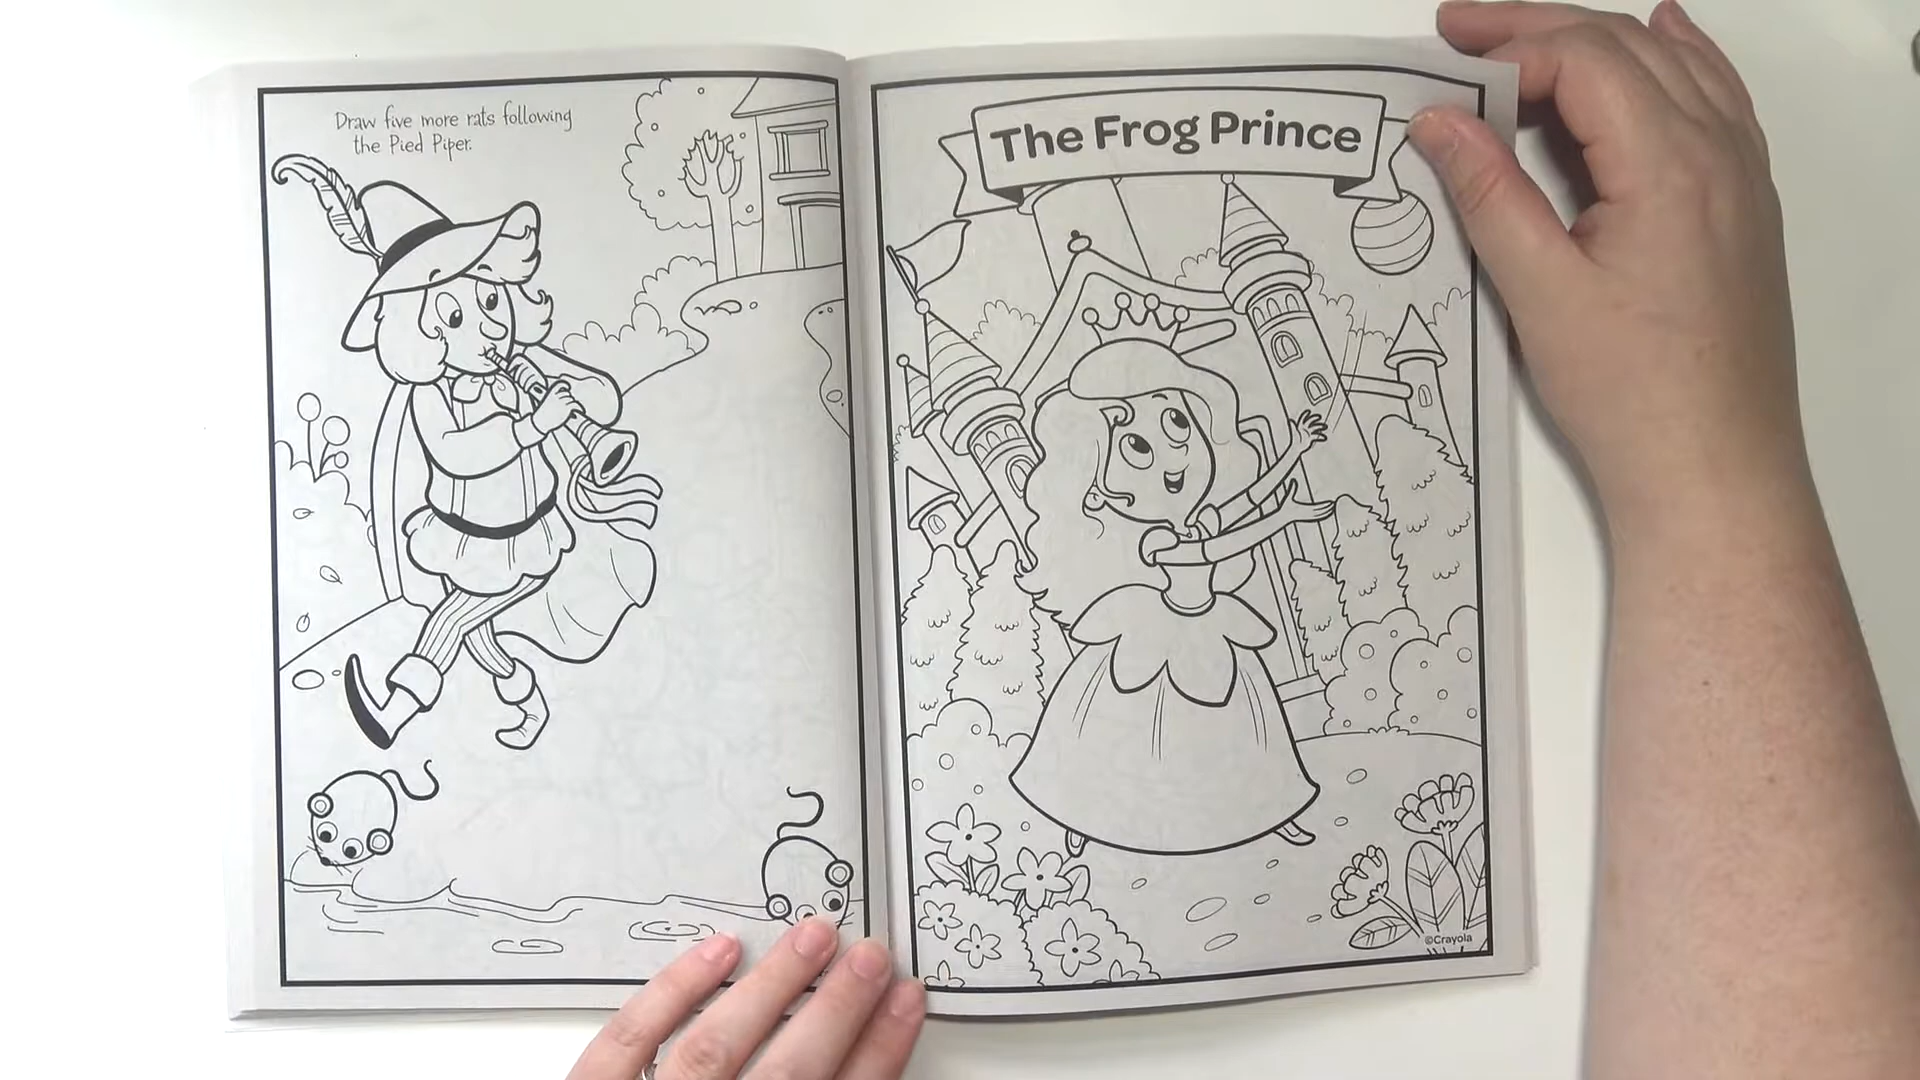 Draw five more rats following
the Pied Piper.
The Frog Prince
©Crayola